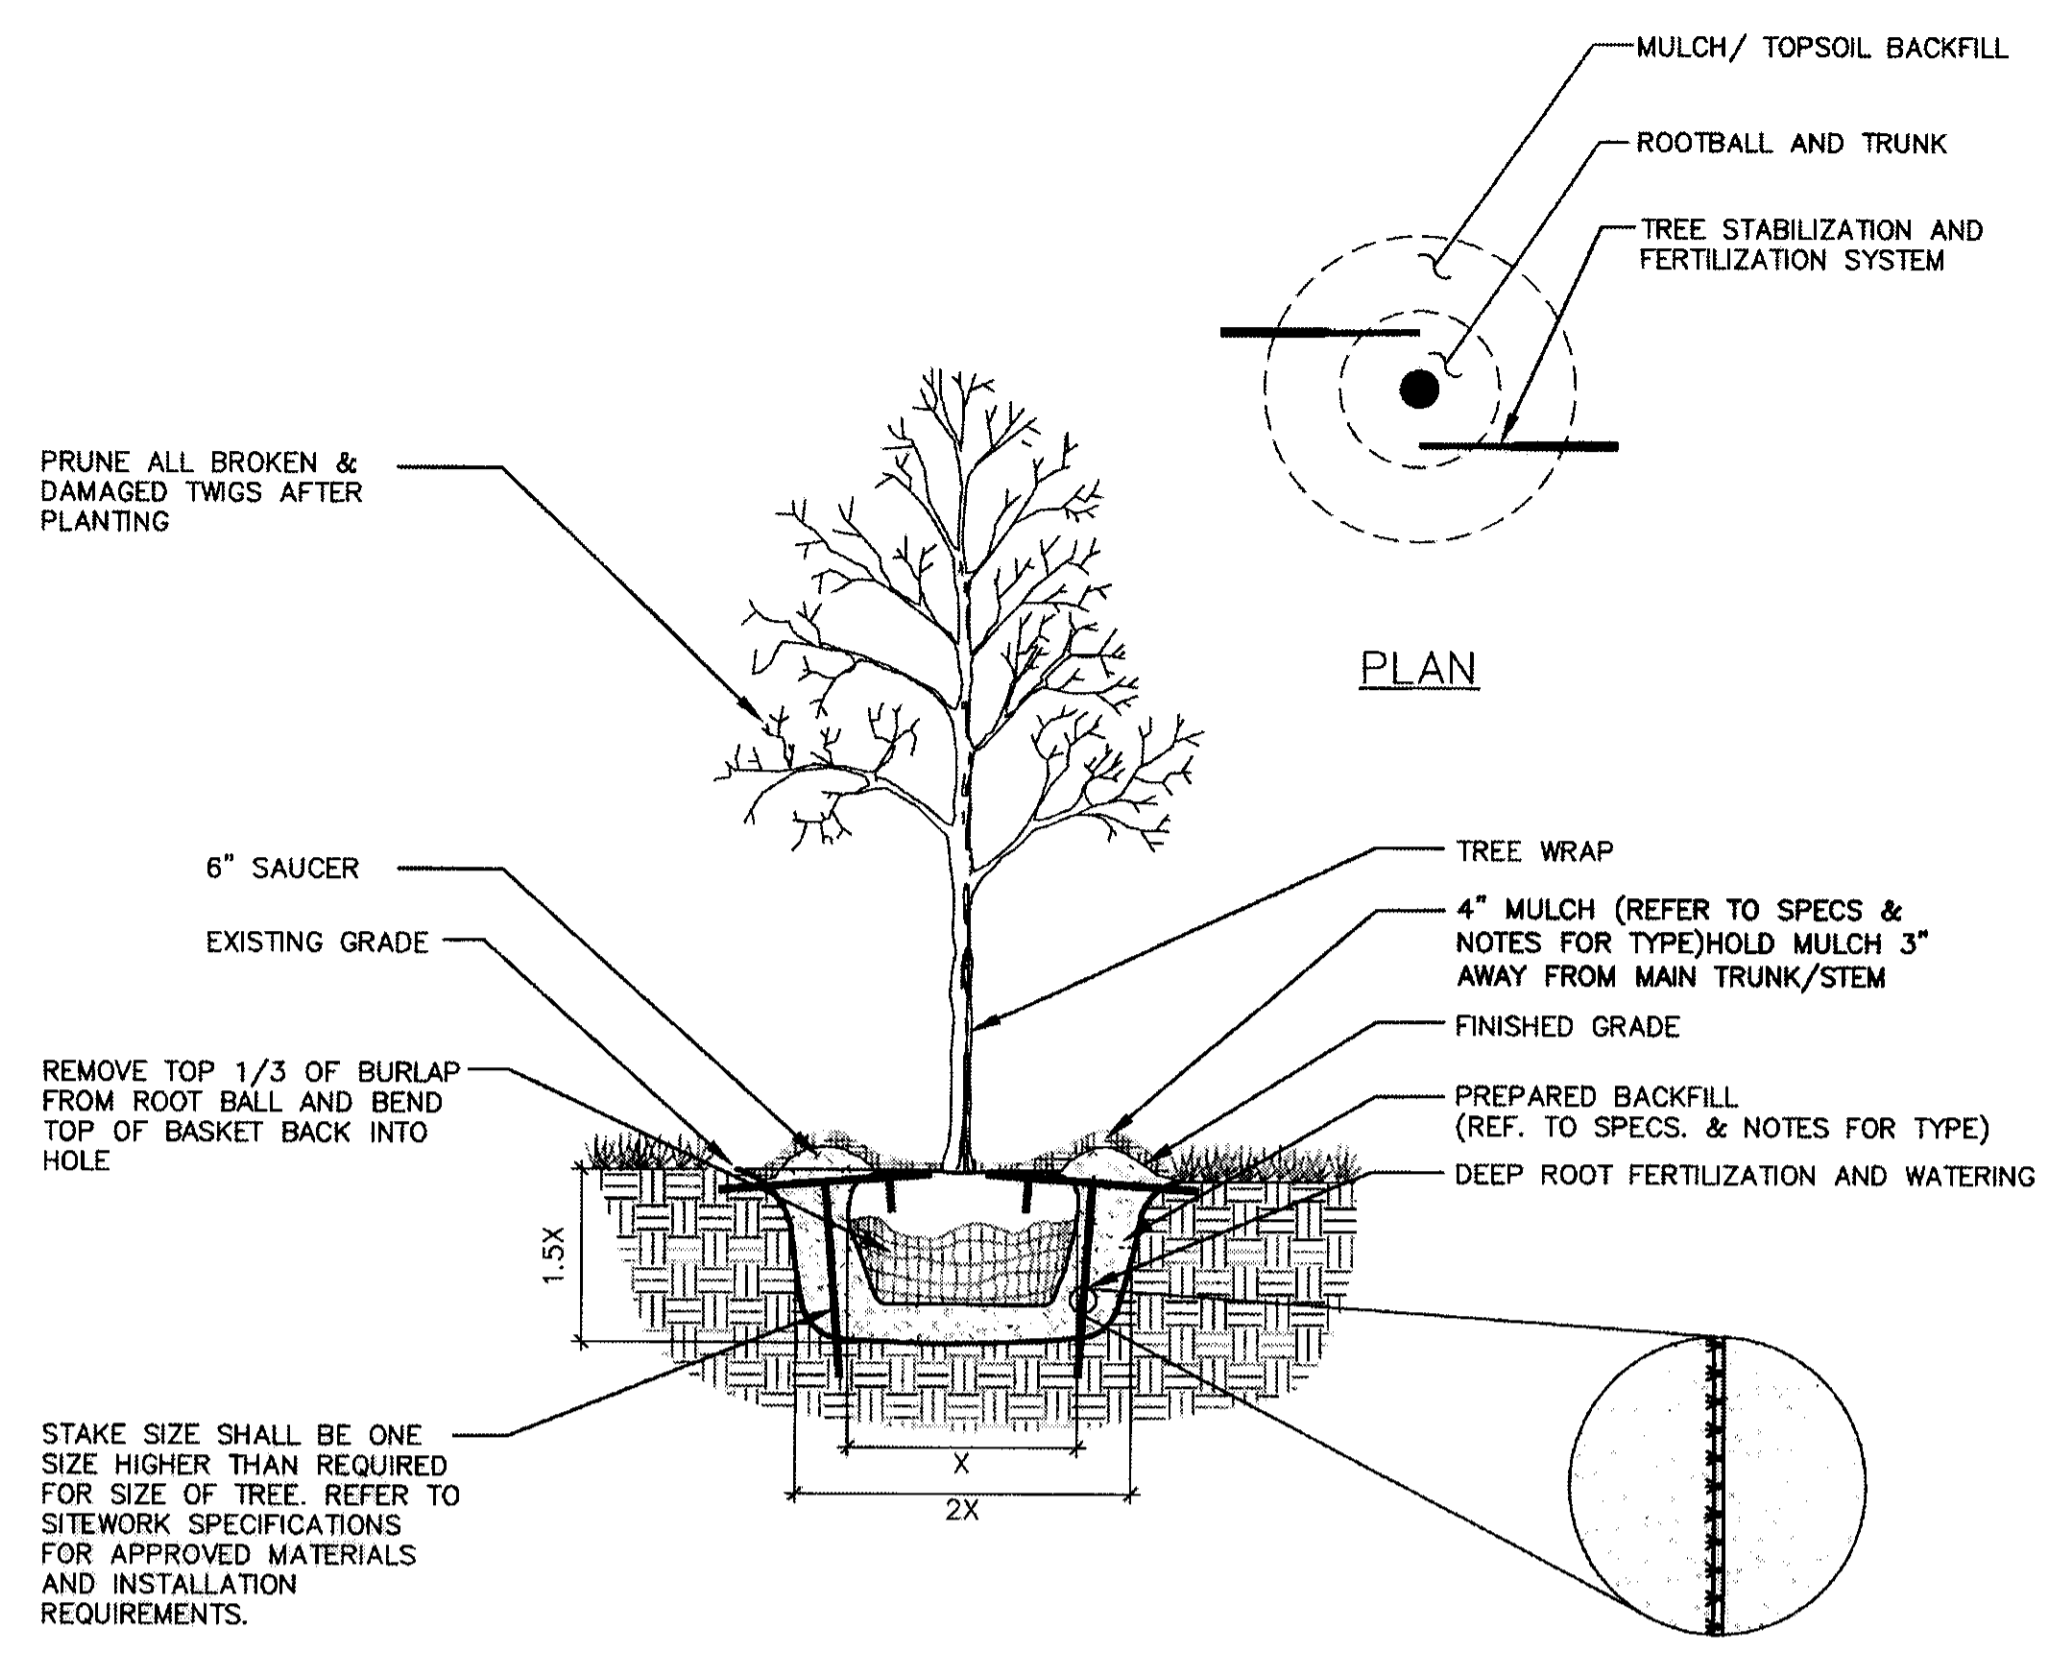 MULCH/ TOPSOIL BACKFILL
ROOTBALL AND TRUNK
TREE STABILIZATION AND
FERTILIZATION SYSTEM
PLAN
PRUNE ALL BROKEN &
DAMAGED TWIGS AFTER
PLANTING
6" SAUCER
EXISTING GRADE
REMOVE TOP 1/3 OF BURLAP
FROM ROOT BALL AND BEND
TOP OF BASKET BACK INTO
HOLE
STAKE SIZE SHALL BE ONE
SIZE HIGHER THAN REQUIRED
FOR SIZE OF TREE. REFER TO
SITEWORK SPECIFICATIONS
FOR APPROVED MATERIALS
AND INSTALLATION
REQUIREMENTS.
TREE WRAP
4" MULCH (REFER TO SPECS &
NOTES FOR TYPE)HOLD MULCH 3"
AWAY FROM MAIN TRUNK/STEM
FINISHED GRADE
PREPARED BACKFILL
(REF. TO SPECS. & NOTES FOR TYPE)
DEEP ROOT FERTILIZATION AND WATERING
1.5X
X
2X